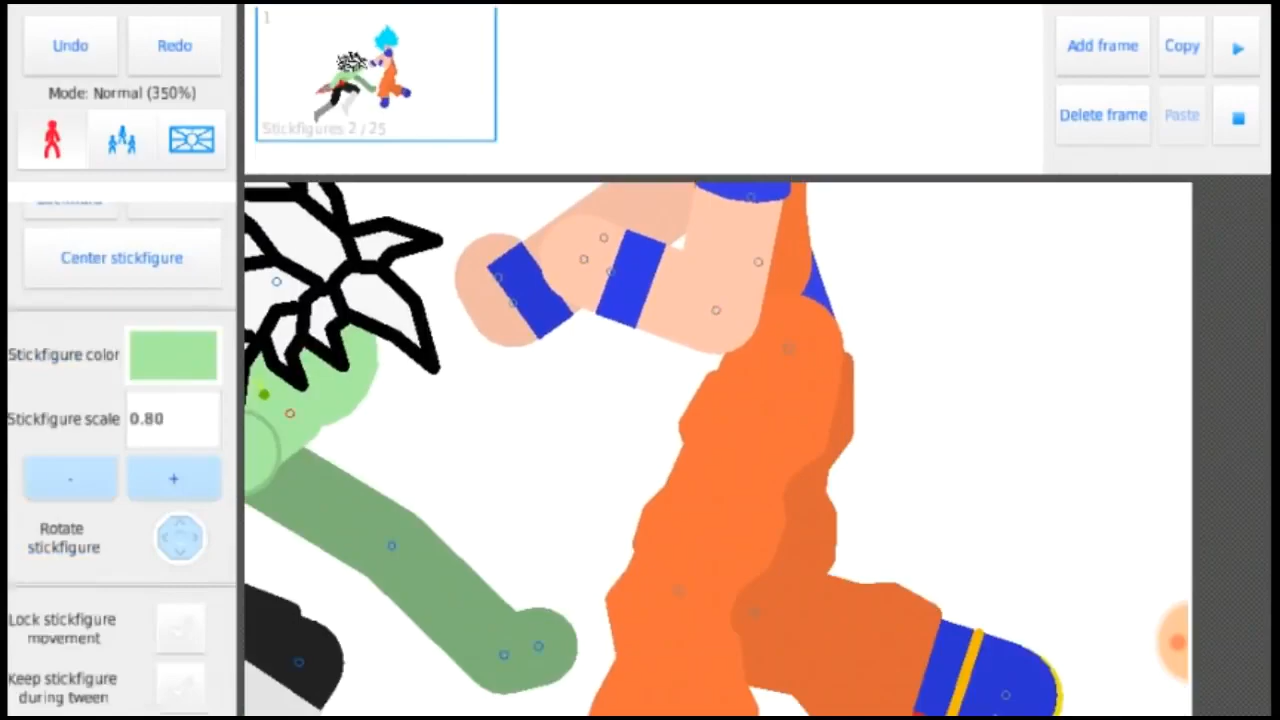 Undo
Redo
Mode: Normal (350%)
Center stickfigure
Stickfigure color
Stickfigure scale
0.80
-
+
Rotate
stickfigure
Lock stickfigure
movement
Keep stickfigure
during tween
1
Stickfigures 2 / 25
Add frame
Copy
Delete frame
Paste